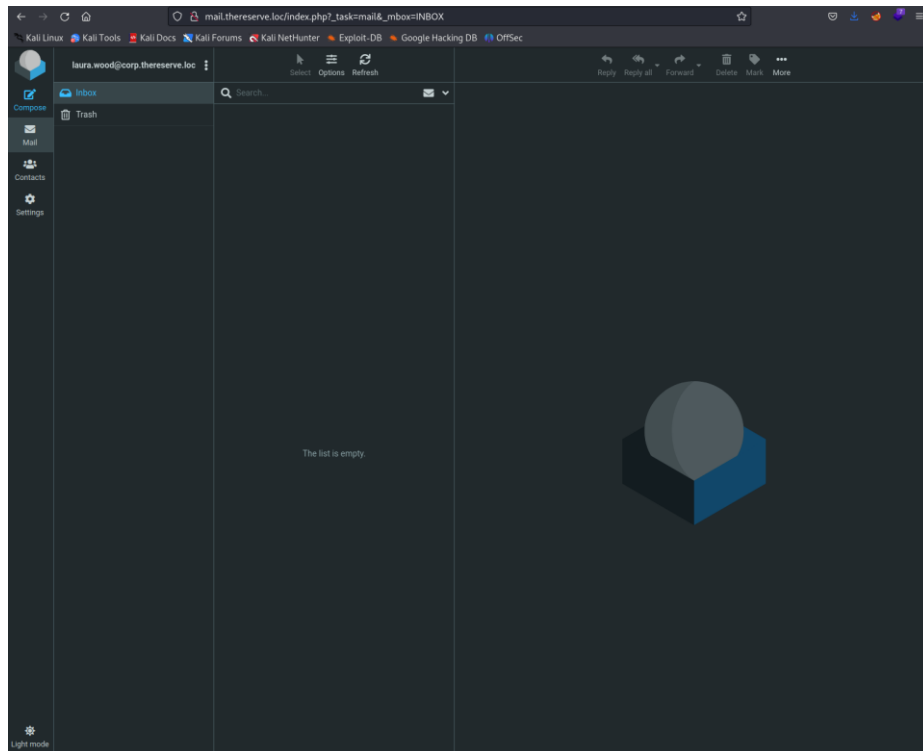 mail.thereserve.loc/index.php?_task=mail&_mbox=INBOX
Kali Linux Kali Tools Kali Docs Kali Forums Kali NetHunter Exploit-DB Google Hacking DB OffSec
7
laura.wood@corp.thereserve.loc
Select Options Refresh
Reply Reply all Forward Delete Mark More
Compose
Mail
Contacts
Settings
Inbox
Trash
Search...
The list is empty.
Light mode